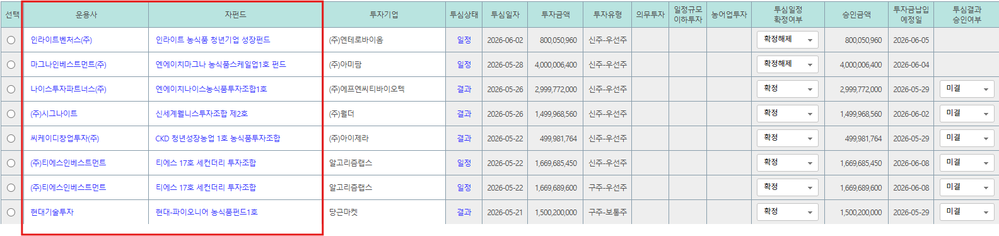 선택 운용사 자펀드 투자기업 투심상태 투심일자 투자금액 투자유형 의무투자 일정규모 이하투자 농어업투자 투심일정 확정여부 승인금액 투자금납입 예정일 투심결과 승인여부
인라이트벤처스(주) 인라이트 농식품 청년기업 성장펀드 (주)엔테로바이옴 일정 2026-06-02 800,050,960 신주-우선주 확정해제 800,050,960 2026-06-05
마그나인베스트먼트(주) 엔에이치마그나 농식품스케일업1호 펀드 (주)아미팜 일정 2026-05-28 4,000,006,400 신주-우선주 확정해제 4,000,006,400 2026-06-04
나이스투자파트너스(주) 엔에이치나이스농식품투자조합1호 (주)에프엔씨티바이오텍 결과 2026-05-26 2,999,772,000 신주-우선주 확정 2,999,772,000 2026-05-29 미결
(주)시그나이트 신세계웰니스투자조합 제2호 (주)월더 결과 2026-05-26 1,499,968,560 신주-우선주 확정 1,499,968,560 2026-06-02 미결
씨케이디창업투자(주) CKD 청년성장농업 1호 농식품투자조합 (주)아이제라 결과 2026-05-22 499,981,764 신주-우선주 확정 499,981,764 2026-05-29 미결
(주)티에스인베스트먼트 티에스 17호 세컨더리 투자조합 알고리즘랩스 일정 2026-05-22 1,669,685,450 신주-우선주 확정 1,669,685,450 2026-06-08 미결
(주)티에스인베스트먼트 티에스 17호 세컨더리 투자조합 알고리즘랩스 일정 2026-05-22 1,669,689,600 구주-우선주 확정 1,669,689,600 2026-06-08 미결
현대기술투자 현대-파이오니어 농식품펀드1호 당근마켓 결과 2026-05-21 1,500,200,000 구주-보통주 확정 1,500,200,000 2026-05-29 미결